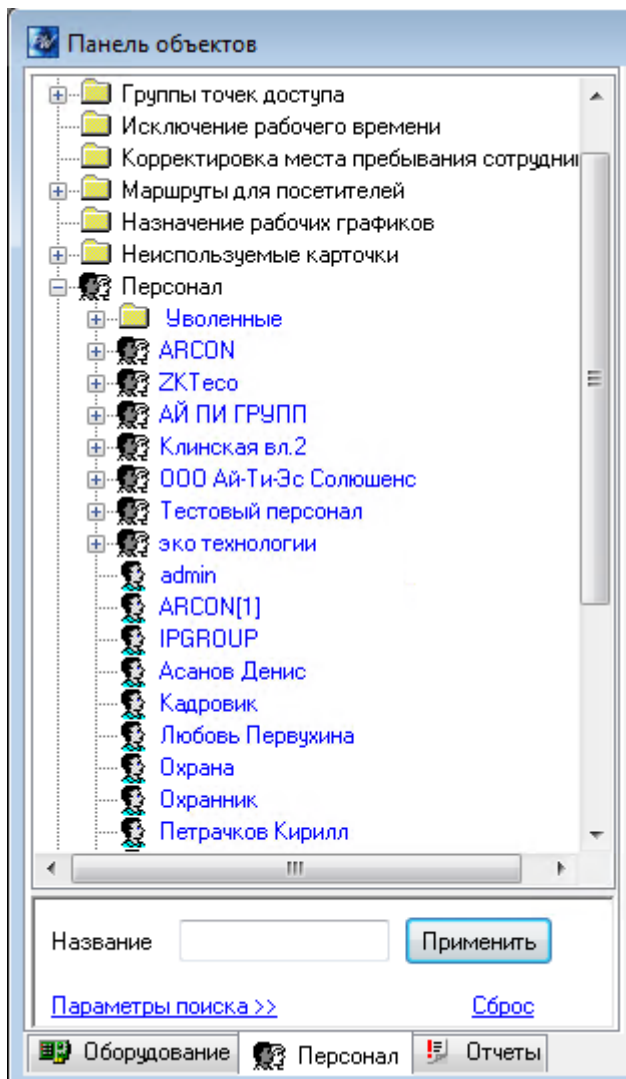 Панель объектов
Группы точек доступа
Исключение рабочего времени
Корректировка места пребывания сотрудни
Маршруты для посетителей
Назначение рабочих графиков
Неиспользуемые карточки
Персонал
Уволенные
ARCON
ZKTeco
АЙ ПИ ГРУПП
Клинская вл.2
ООО Ай-Ти-Эс Солюшенс
Тестовый персонал
эко технологии
admin
ARCON[1]
IPGROUP
Асанов Денис
Кадровик
Любовь Первухина
Охрана
Охранник
Петрачков Кирилл
Название Применить
Параметры поиска >> Сброс
Оборудование Персонал Отчеты